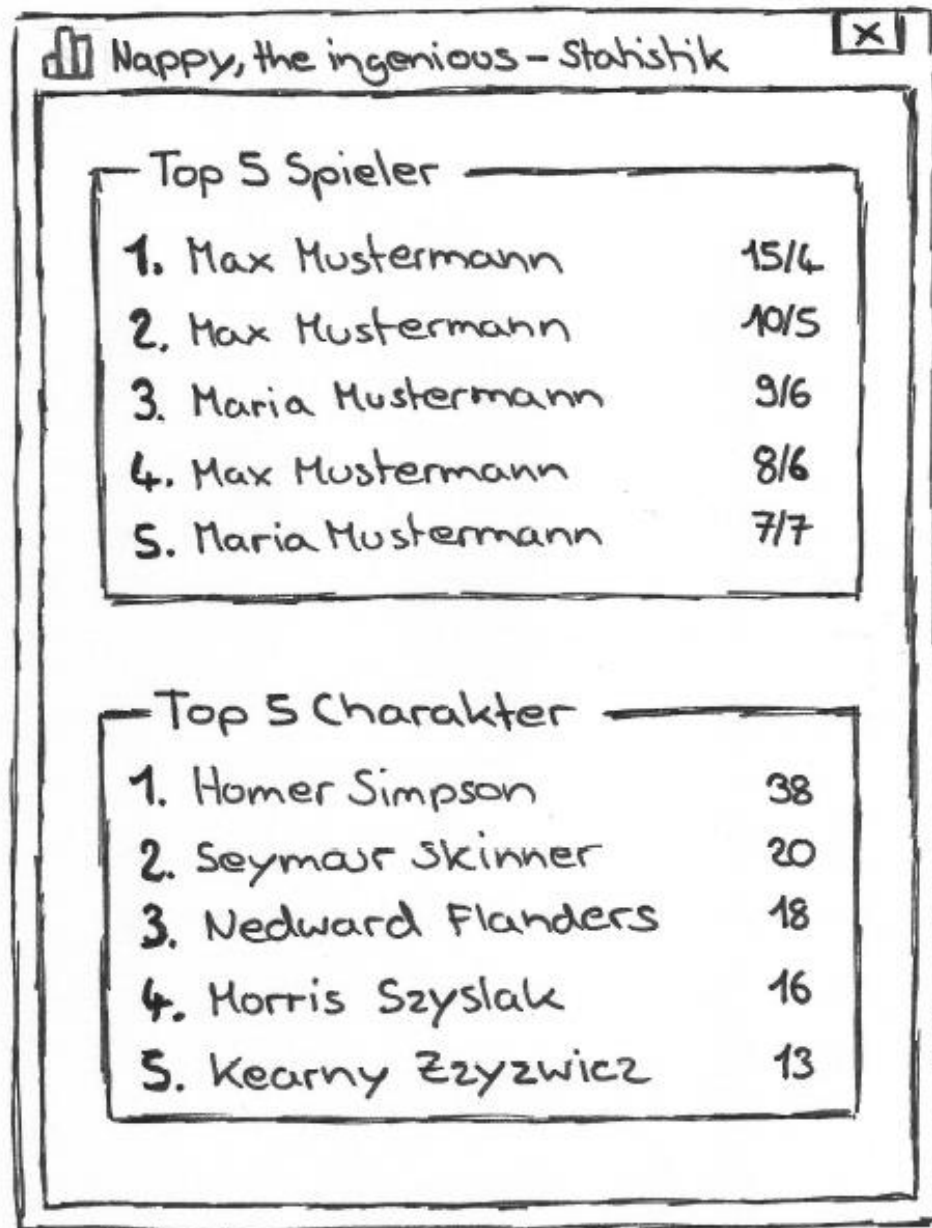 Nappy, the ingenious - Statistik
Top 5 Spieler
1. Max Mustermann 15/4
2. Max Mustermann 10/5
3. Maria Mustermann 9/6
4. Max Mustermann 8/6
5. Maria Mustermann 7/7
Top 5 Charakter
1. Homer Simpson 38
2. Seymour Skinner 20
3. Nedward Flanders 18
4. Morris Szyslak 16
5. Kearny Zzyzwicz 13